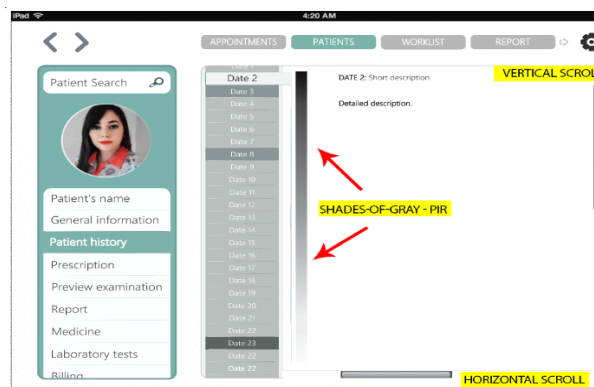 iPad 4:20 AM
APPOINTMENTS PATIENTS WORKLIST REPORT
Patient Search
Patient's name
General information
Patient history
Prescription
Preview examination
Report
Medicine
Laboratory tests
Billing
Date 2
Date 3
Date 4
Date 5
Date 6
Date 7
Date 8
Date 9
Date 10
Date 11
Date 12
Date 13
Date 14
Date 15
Date 16
Date 17
Date 18
Date 19
Date 20
Date 21
Date 22
Date 23
Date 22
Date 22
DATE 2: Short description.
Detailed description.
VERTICAL SCROL
SHADES-OF-GRAY - PIR
HORIZONTAL SCROLL